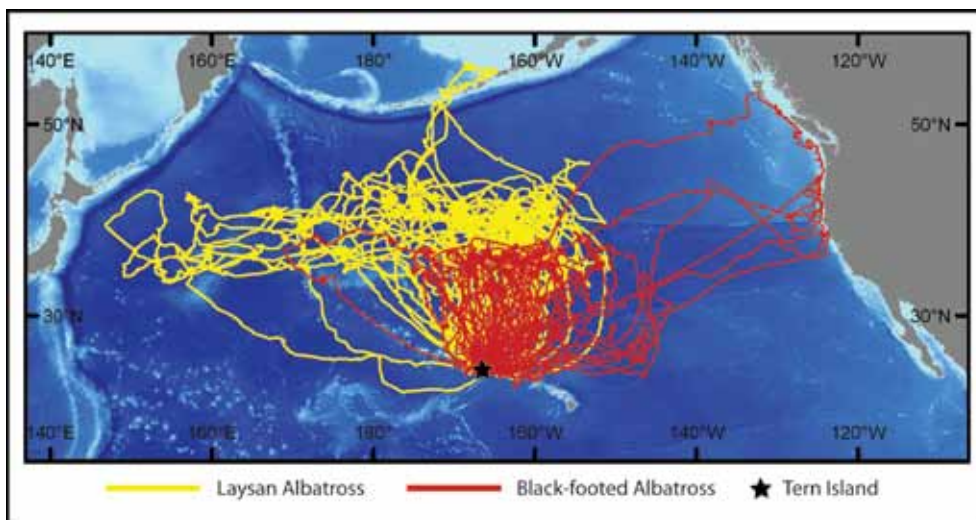 140°E 160°E 180° 160°W 140°W 120°W
50°N 50°N
30°N 30°N
140°E 160°E 180° 160°W 140°W 120°W
Laysan Albatross Black-footed Albatross Tern Island